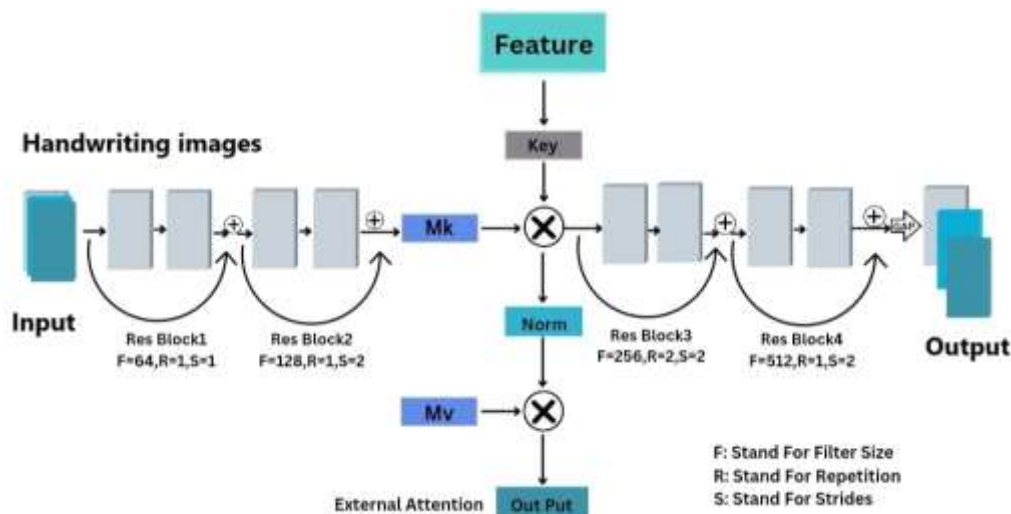 Feature
Key
Handwriting images
Mk
GAP
Input
Res Block1
F=64,R=1,S=1
Res Block2
F=128,R=1,S=2
Norm
Res Block3
F=256,R=2,S=2
Res Block4
F=512,R=1,S=2
Output
Mv
F: Stand For Filter Size
R: Stand For Repetition
S: Stand For Strides
External Attention
Out Put